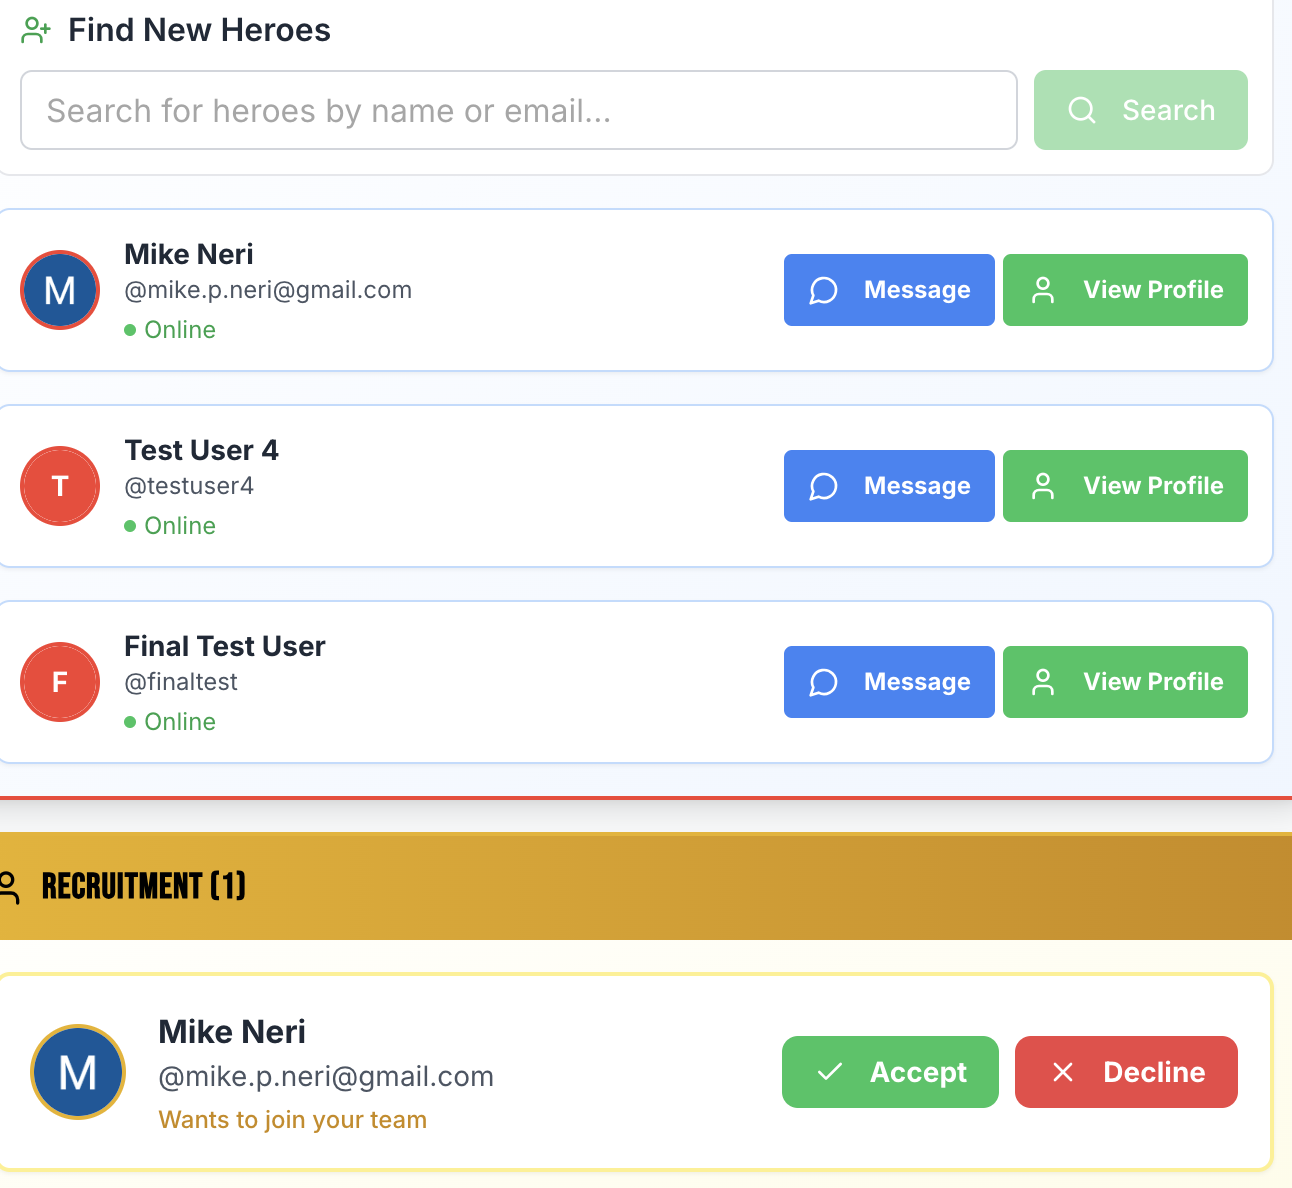 Find New Heroes
Search for heroes by name or email...
Search
M
Mike Neri
@mike.p.neri@gmail.com
Online
Message
View Profile
T
Test User 4
@testuser4
Online
Message
View Profile
F
Final Test User
@finaltest
Online
Message
View Profile
RECRUITMENT (1)
M
Mike Neri
@mike.p.neri@gmail.com
Wants to join your team
Accept
Decline